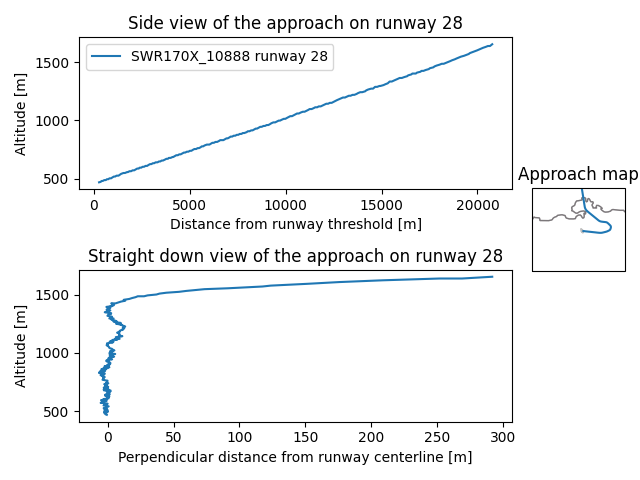 Side view of the approach on runway 28
SWR170X_10888 runway 28
Altitude [m]
1500
1000
500
0
5000
10000
15000
20000
Distance from runway threshold [m]
Approach map
Straight down view of the approach on runway 28
Altitude [m]
1500
1000
500
0
50
100
150
200
250
300
Perpendicular distance from runway centerline [m]